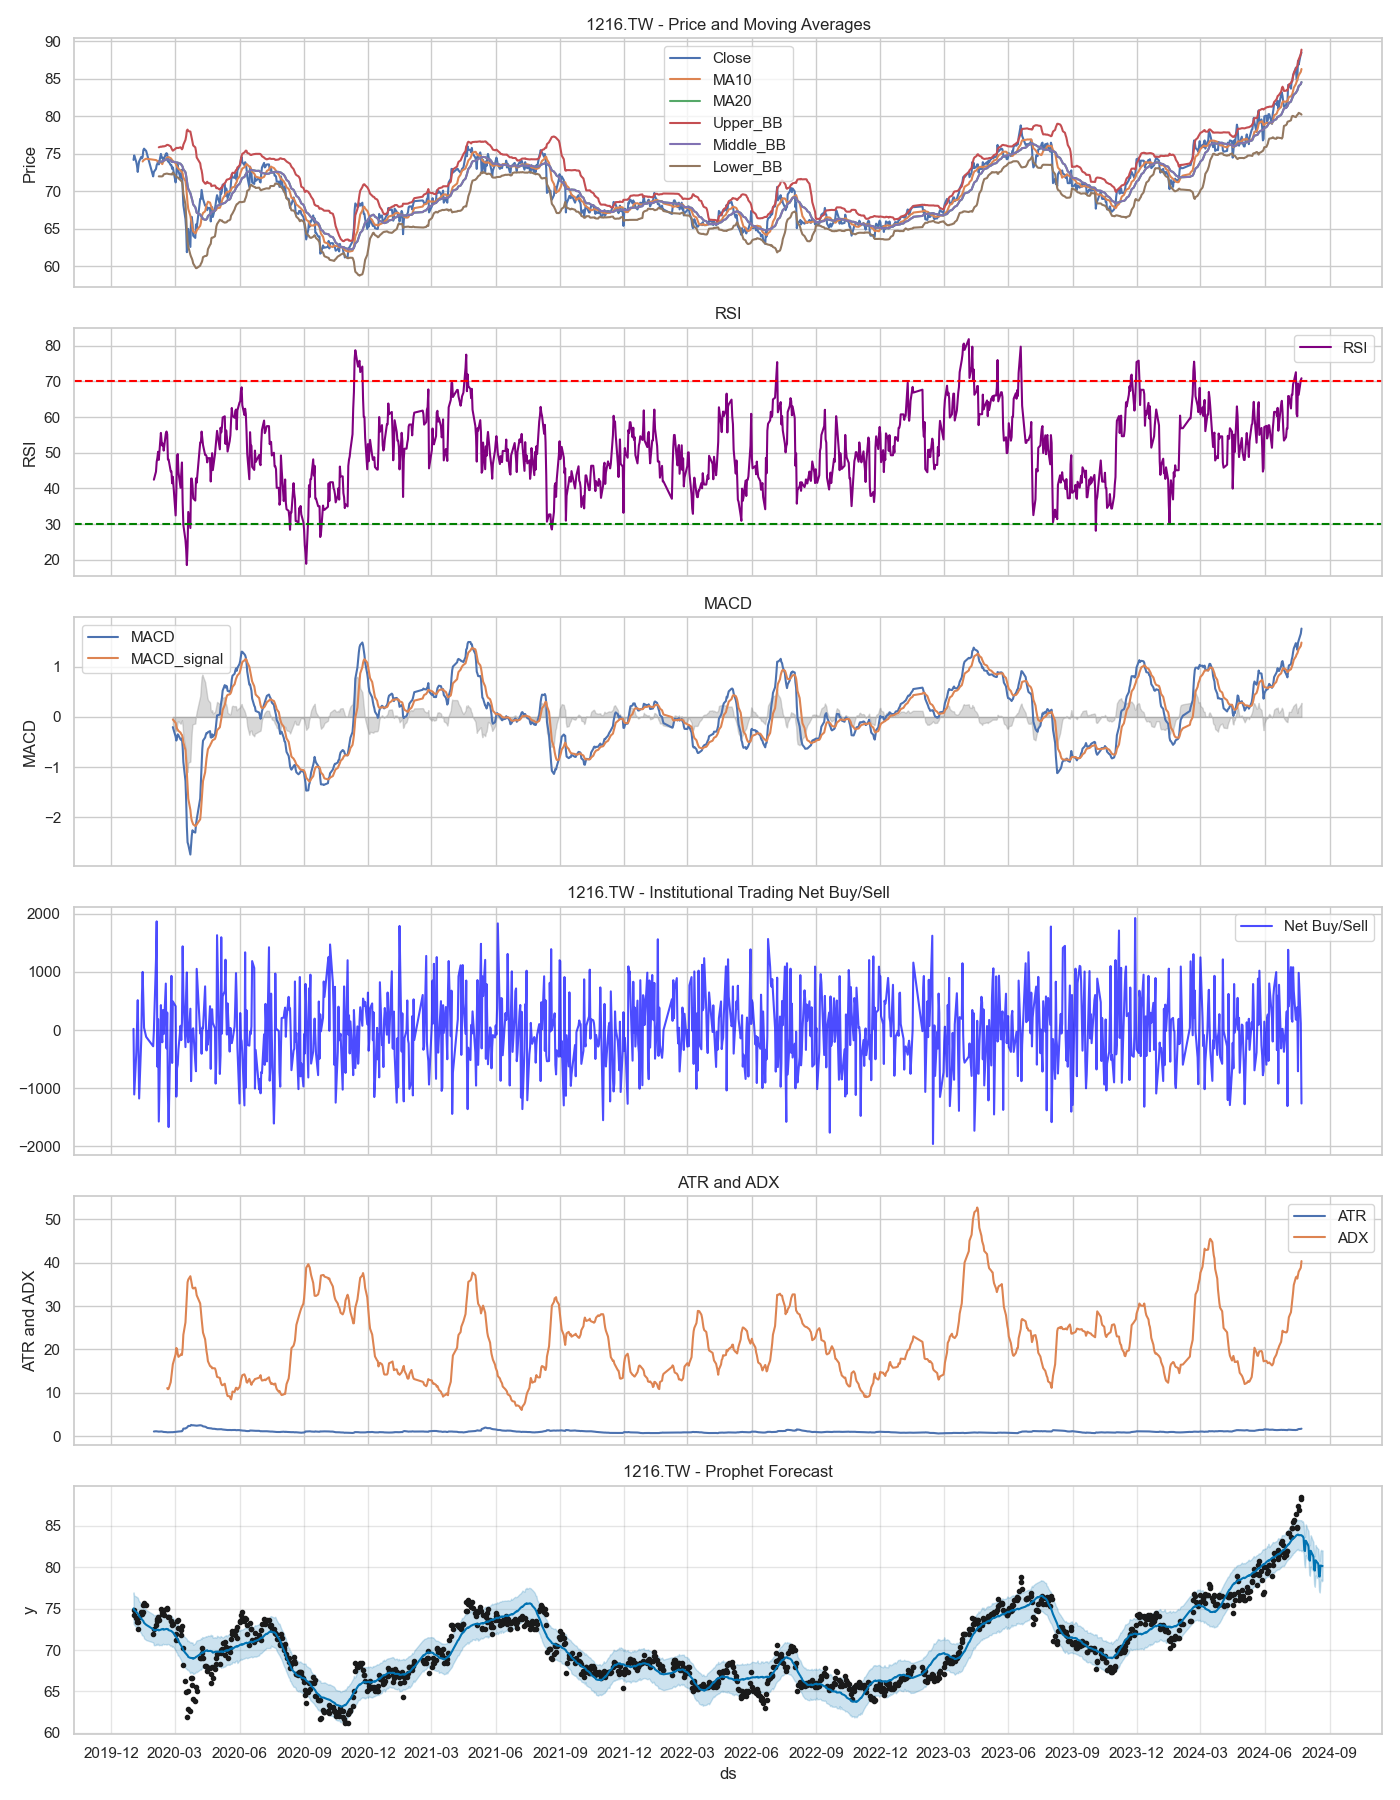 1216.TW - Price and Moving Averages
90
85
80
75
70
65
60
Price
Close
MA10
MA20
Upper_BB
Middle_BB
Lower_BB
RSI
80
70
60
50
40
30
20
RSI
RSI
MACD
1
0
−1
−2
MACD
MACD
MACD_signal
1216.TW - Institutional Trading Net Buy/Sell
2000
1000
0
−1000
−2000
Net Buy/Sell
ATR and ADX
50
40
30
20
10
0
ATR and ADX
ATR
ADX
1216.TW - Prophet Forecast
85
80
75
70
65
60
y
2019-12 2020-03 2020-06 2020-09 2020-12 2021-03 2021-06 2021-09 2021-12 2022-03 2022-06 2022-09 2022-12 2023-03 2023-06 2023-09 2023-12 2024-03 2024-06 2024-09
ds